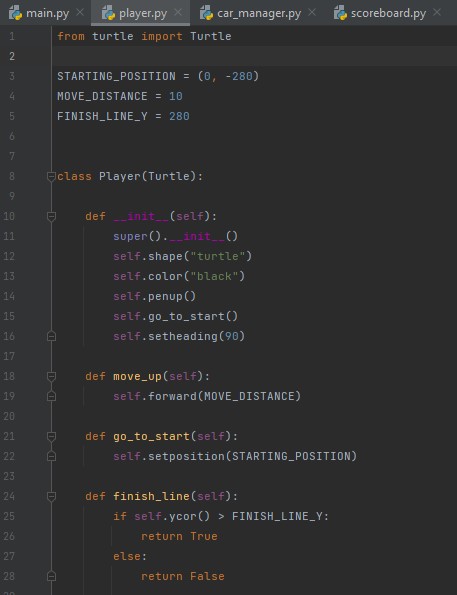 main.py player.py car_manager.py scoreboard.py
1 from turtle import Turtle
2
3 STARTING_POSITION = (0, -280)
4 MOVE_DISTANCE = 10
5 FINISH_LINE_Y = 280
6
7
8 class Player(Turtle):
9
10     def __init__(self):
11         super().__init__()
12         self.shape("turtle")
13         self.color("black")
14         self.penup()
15         self.go_to_start()
16         self.setheading(90)
17
18     def move_up(self):
19         self.forward(MOVE_DISTANCE)
20
21     def go_to_start(self):
22         self.setposition(STARTING_POSITION)
23
24     def finish_line(self):
25         if self.ycor() > FINISH_LINE_Y:
26             return True
27         else:
28             return False